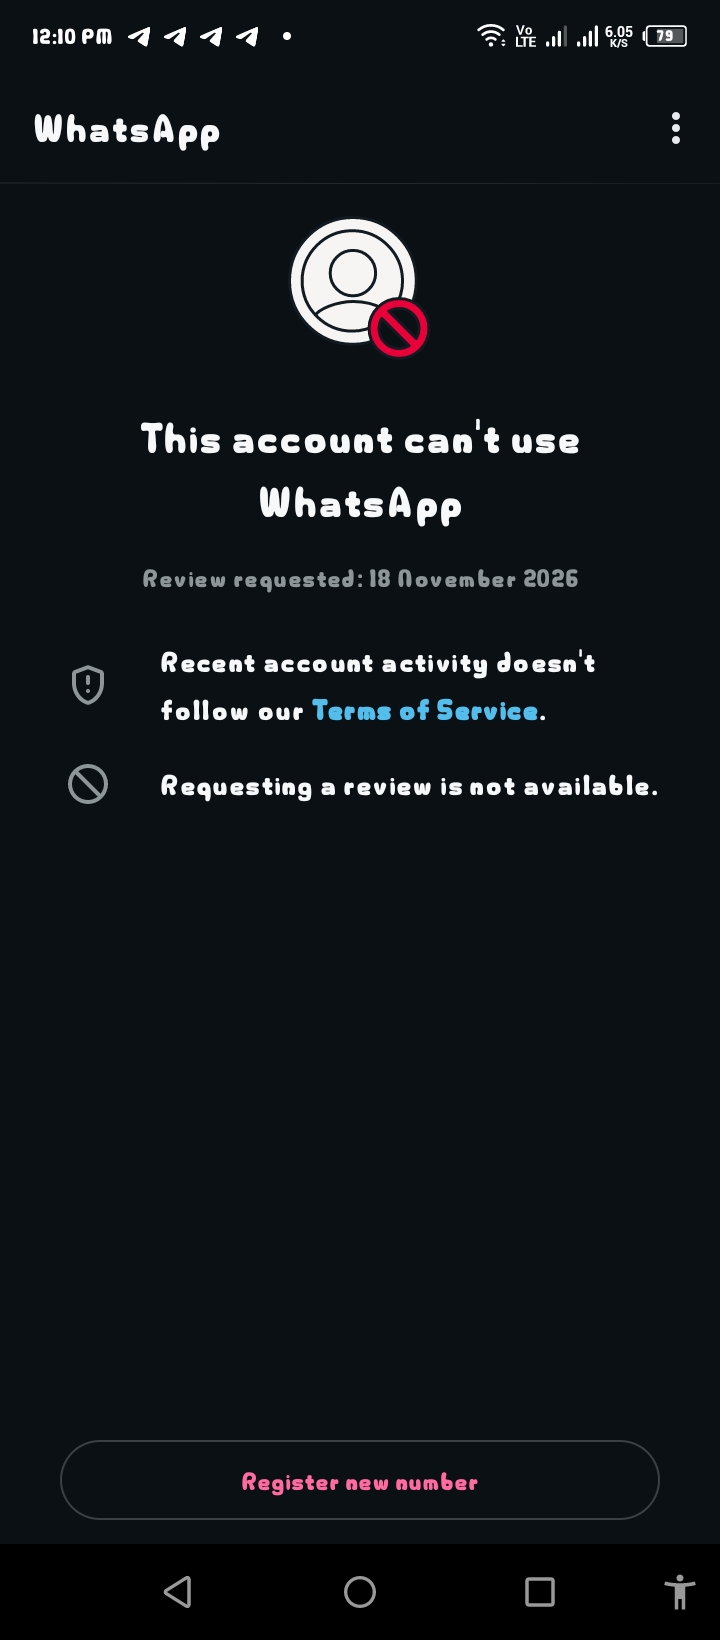 12:10 PM
Vo LTE
6.05 K/S
79
WhatsApp
This account can't use
WhatsApp
Review requested: 18 November 2026
Recent account activity doesn't
follow our Terms of Service.
Requesting a review is not available.
Register new number